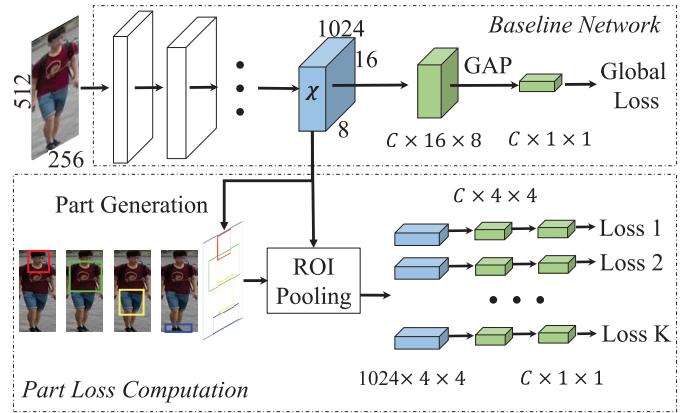 Baseline Network
1024
16
512
χ
GAP
Global
Loss
8
256
C × 16 × 8
C × 1 × 1
Part Generation
C × 4 × 4
Loss 1
ROI
Pooling
Loss 2
Loss K
1024× 4 × 4
C × 1 × 1
Part Loss Computation